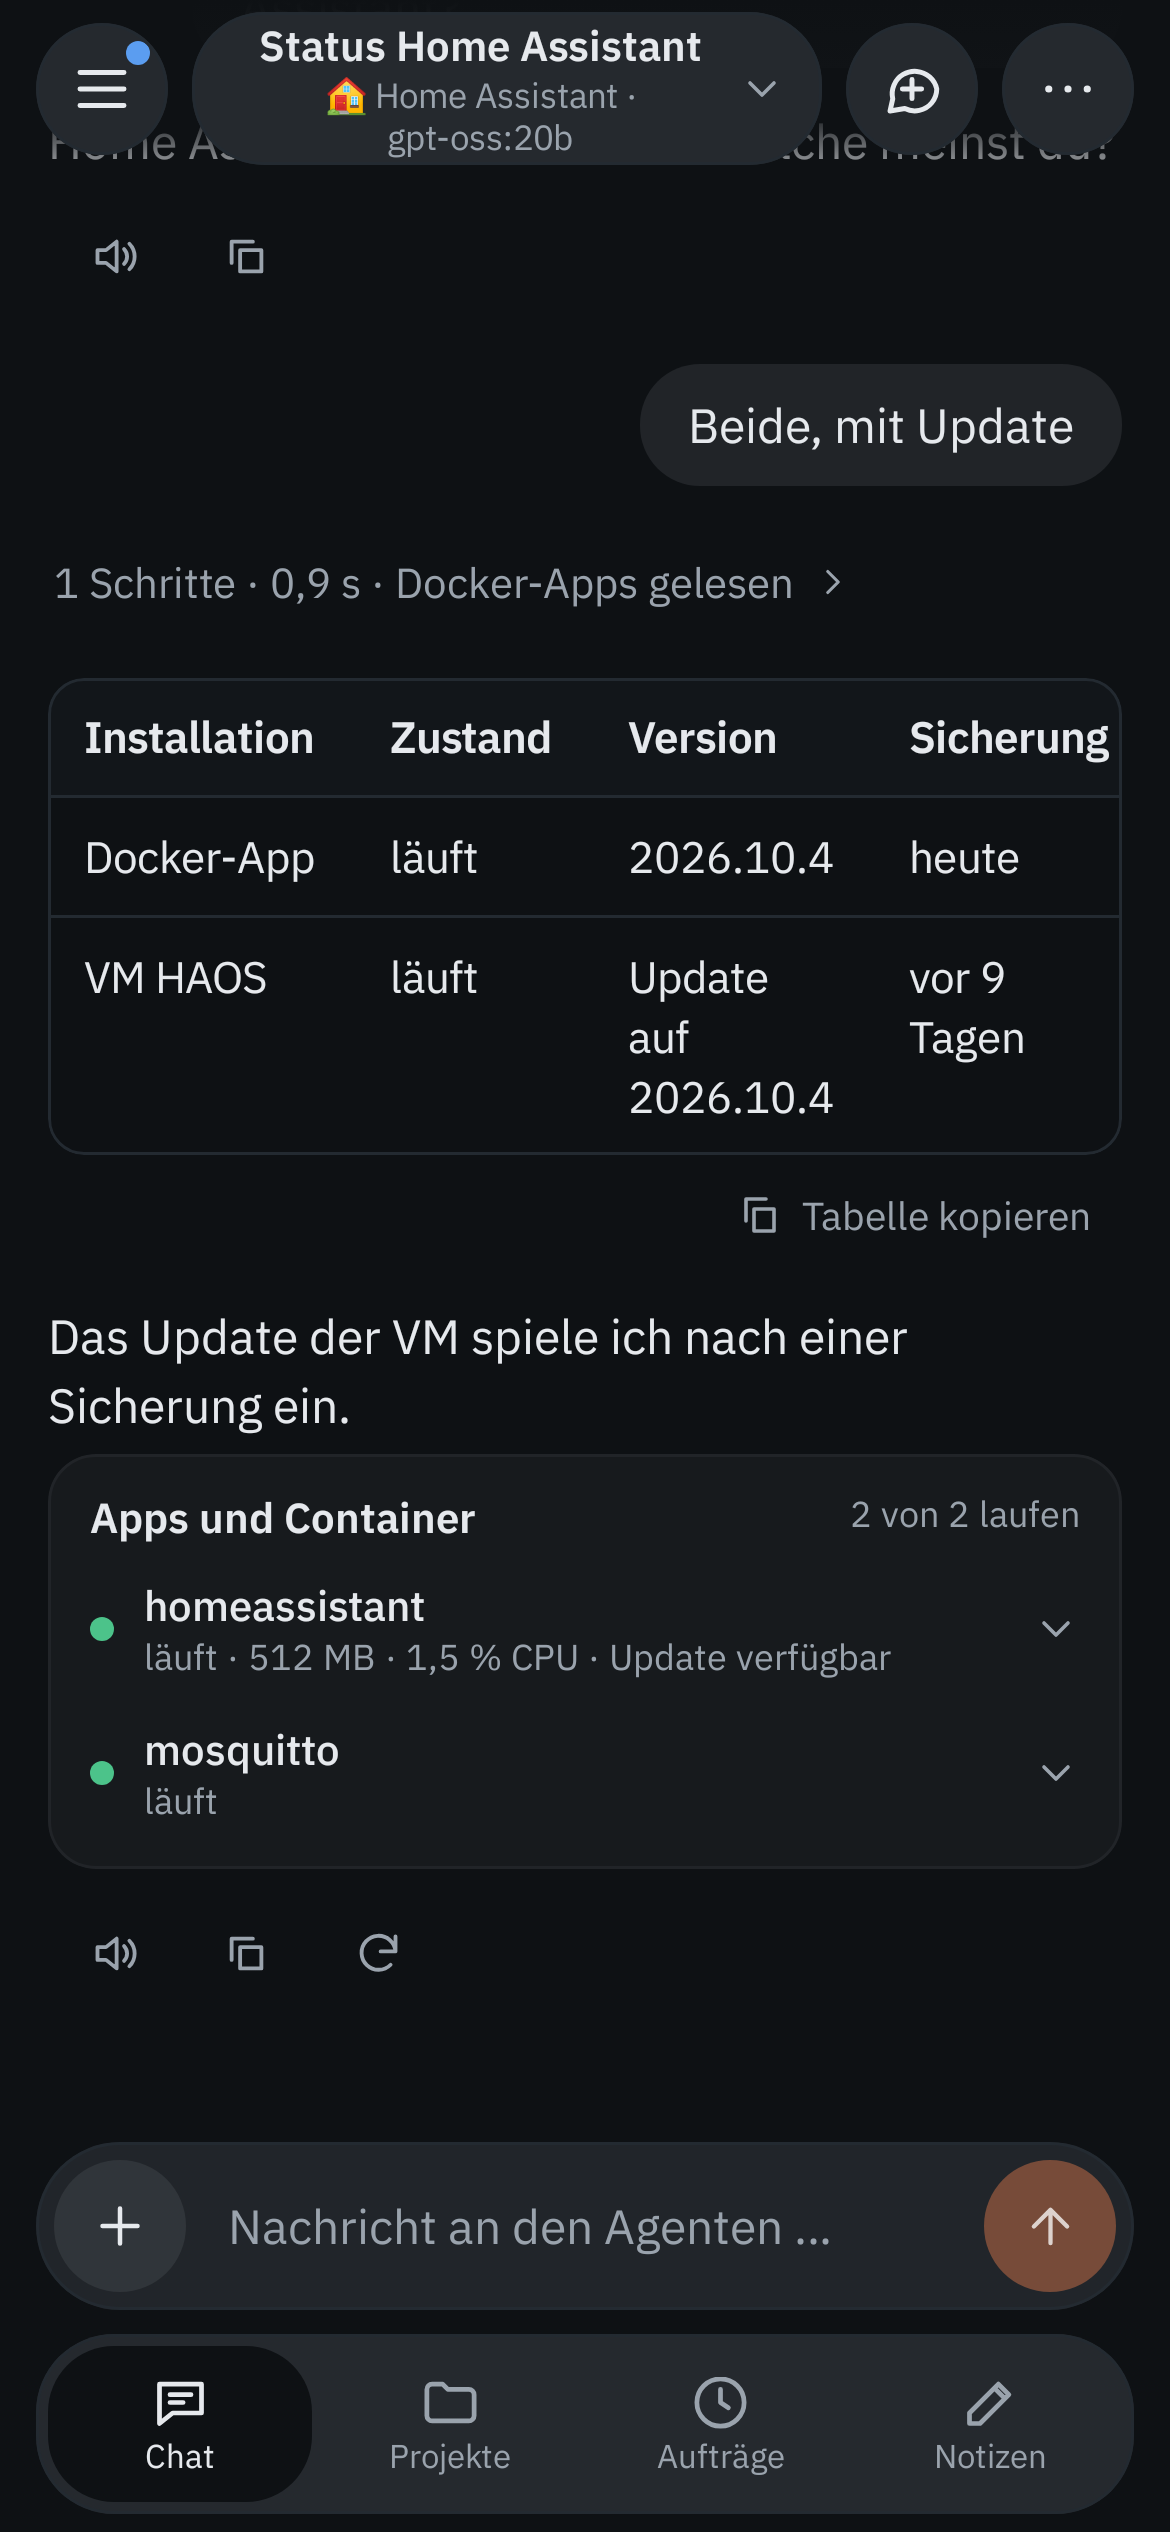 Status Home Assistant
Home Assistant ·
gpt-oss:20b
meinst du?
Beide, mit Update
1 Schritte · 0,9 s · Docker-Apps gelesen
Installation Zustand Version Sicherung
Docker-App läuft 2026.10.4 heute
VM HAOS läuft Update vor 9
auf Tagen
2026.10.4
Tabelle kopieren
Das Update der VM spiele ich nach einer
Sicherung ein.
Apps und Container 2 von 2 laufen
homeassistant
läuft · 512 MB · 1,5 % CPU · Update verfügbar
mosquitto
läuft
Nachricht an den Agenten ...
Chat Projekte Aufträge Notizen